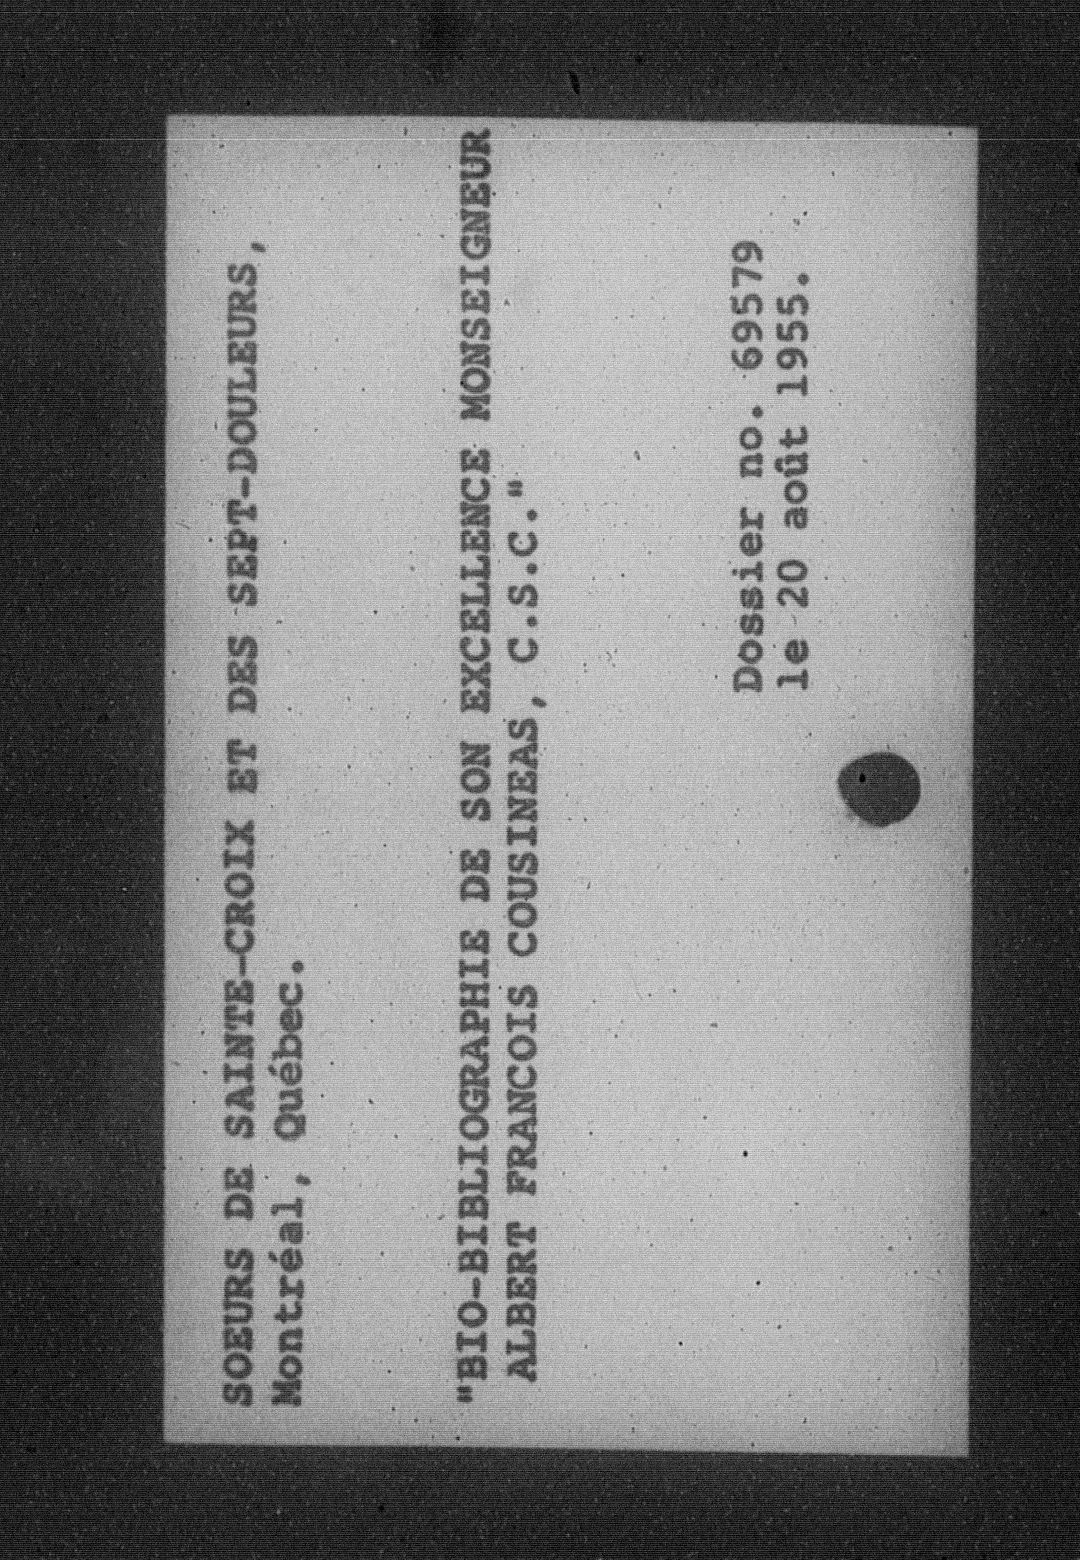 SOEURS DE SAINTE-CROIX ET DES SEPT-DOULEURS,
Montréal, Québec.
"BIO-BIBLIOGRAPHIE DE SON EXCELLENCE MONSEIGNEUR
ALBERT FRANCOIS COUSINEAS, C.S.C."
Dossier no. 69579
le 20 août 1955.